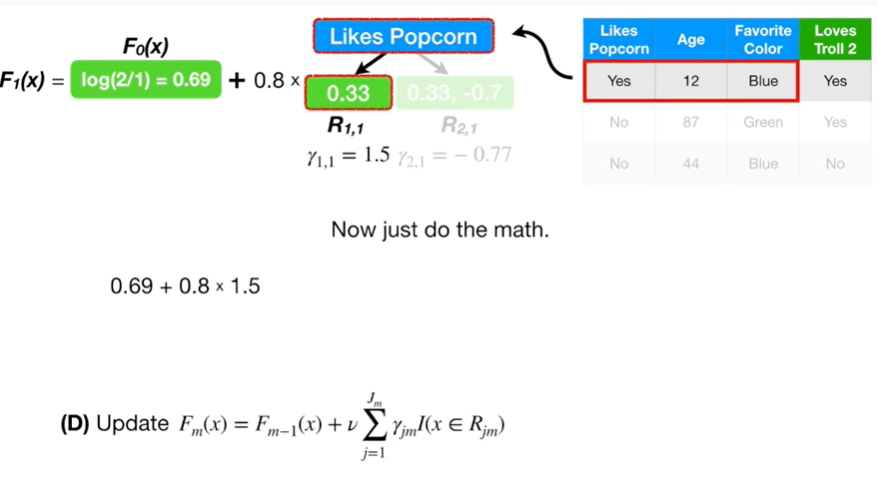 F₀(x)
F₁(x) = log(2/1) = 0.69 + 0.8 ×
Likes Popcorn
0.33 0.33, -0.7
R₁,₁ R₂,₁
γ₁,₁ = 1.5 γ₂,₁ = − 0.77
Likes Popcorn Age Favorite Color Loves Troll 2
Yes 12 Blue Yes
No 87 Green Yes
No 44 Blue No
Now just do the math.
0.69 + 0.8 × 1.5
(D) Update Fₘ(x) = Fₘ₋₁(x) + ν ∑_{j=1}^{Jₘ} γⱼₘI(x ∈ Rⱼₘ)